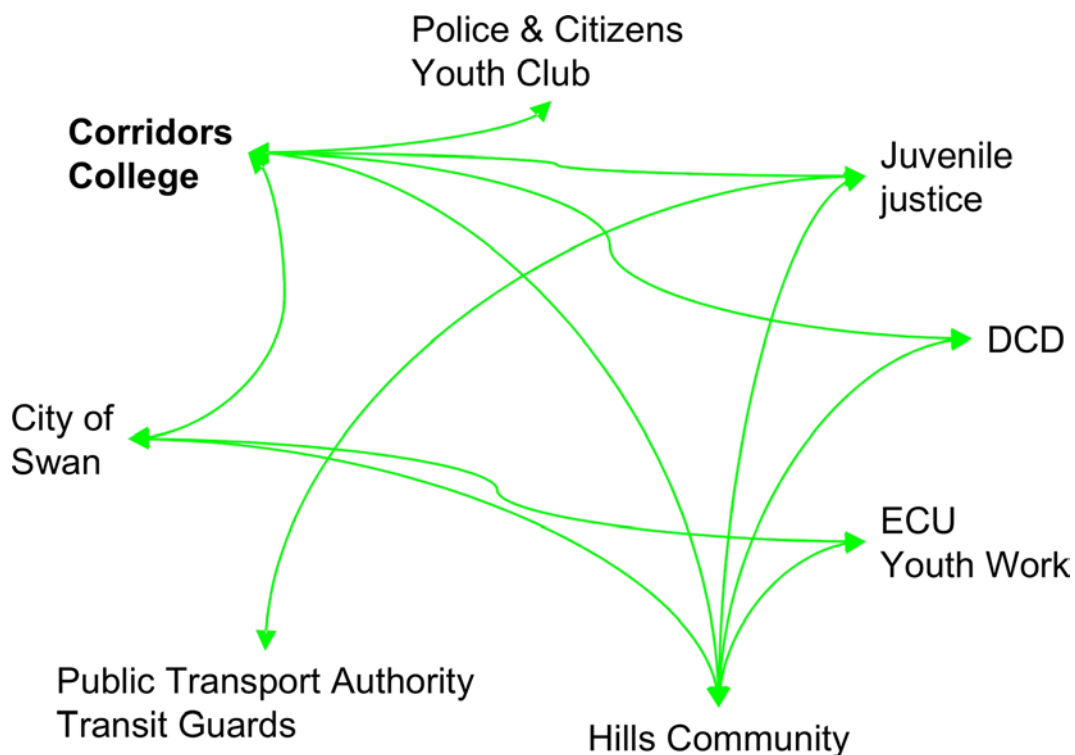 Police & Citizens
Youth Club
Corridors
College
Juvenile
justice
DCD
City of
Swan
ECU
Youth Work
Public Transport Authority
Transit Guards
Hills Community